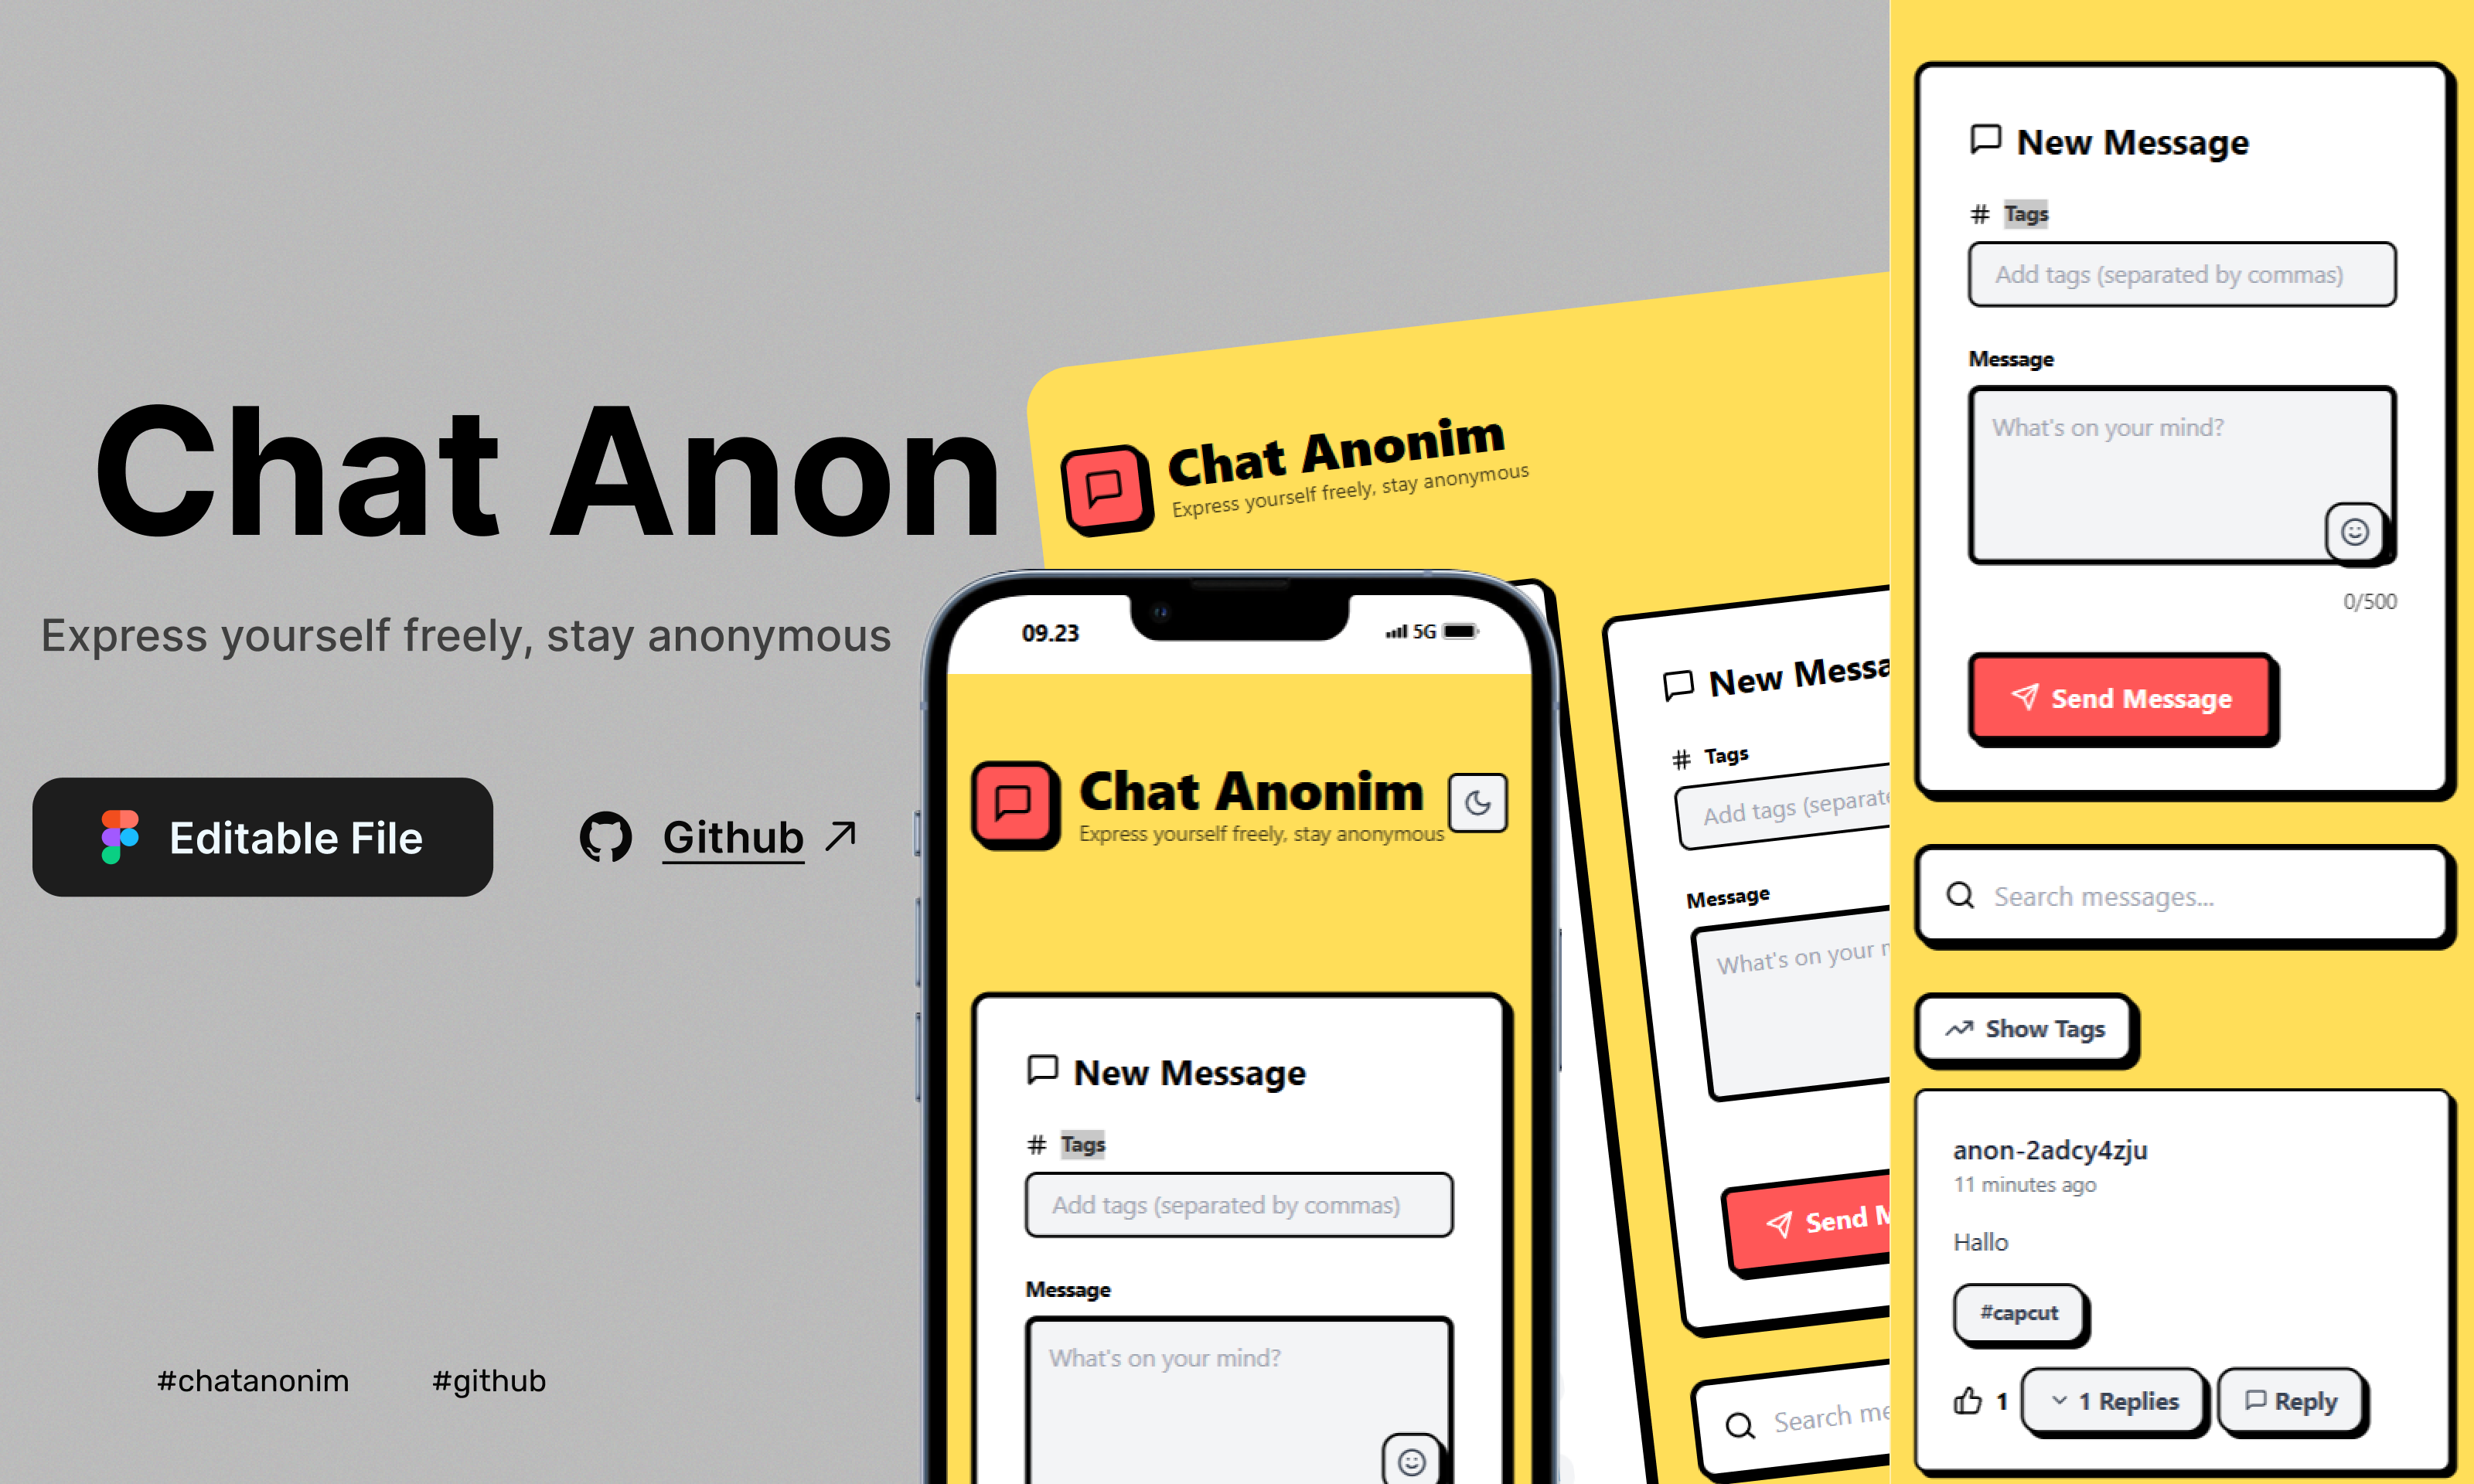 Chat Anon
Express yourself freely, stay anonymous
Editable File
Github
#chatanonim
#github
Chat Anonim
Express yourself freely, stay anonymous
New Messa
# Tags
Add tags (separate
Message
What's on your m
Send M
Search me
09.23
5G
Chat Anonim
Express yourself freely, stay anonymous
New Message
# Tags
Add tags (separated by commas)
Message
What's on your mind?
New Message
# Tags
Add tags (separated by commas)
Message
What's on your mind?
0/500
Send Message
Search messages...
Show Tags
anon-2adcy4zju
11 minutes ago
Hallo
#capcut
1
1 Replies
Reply